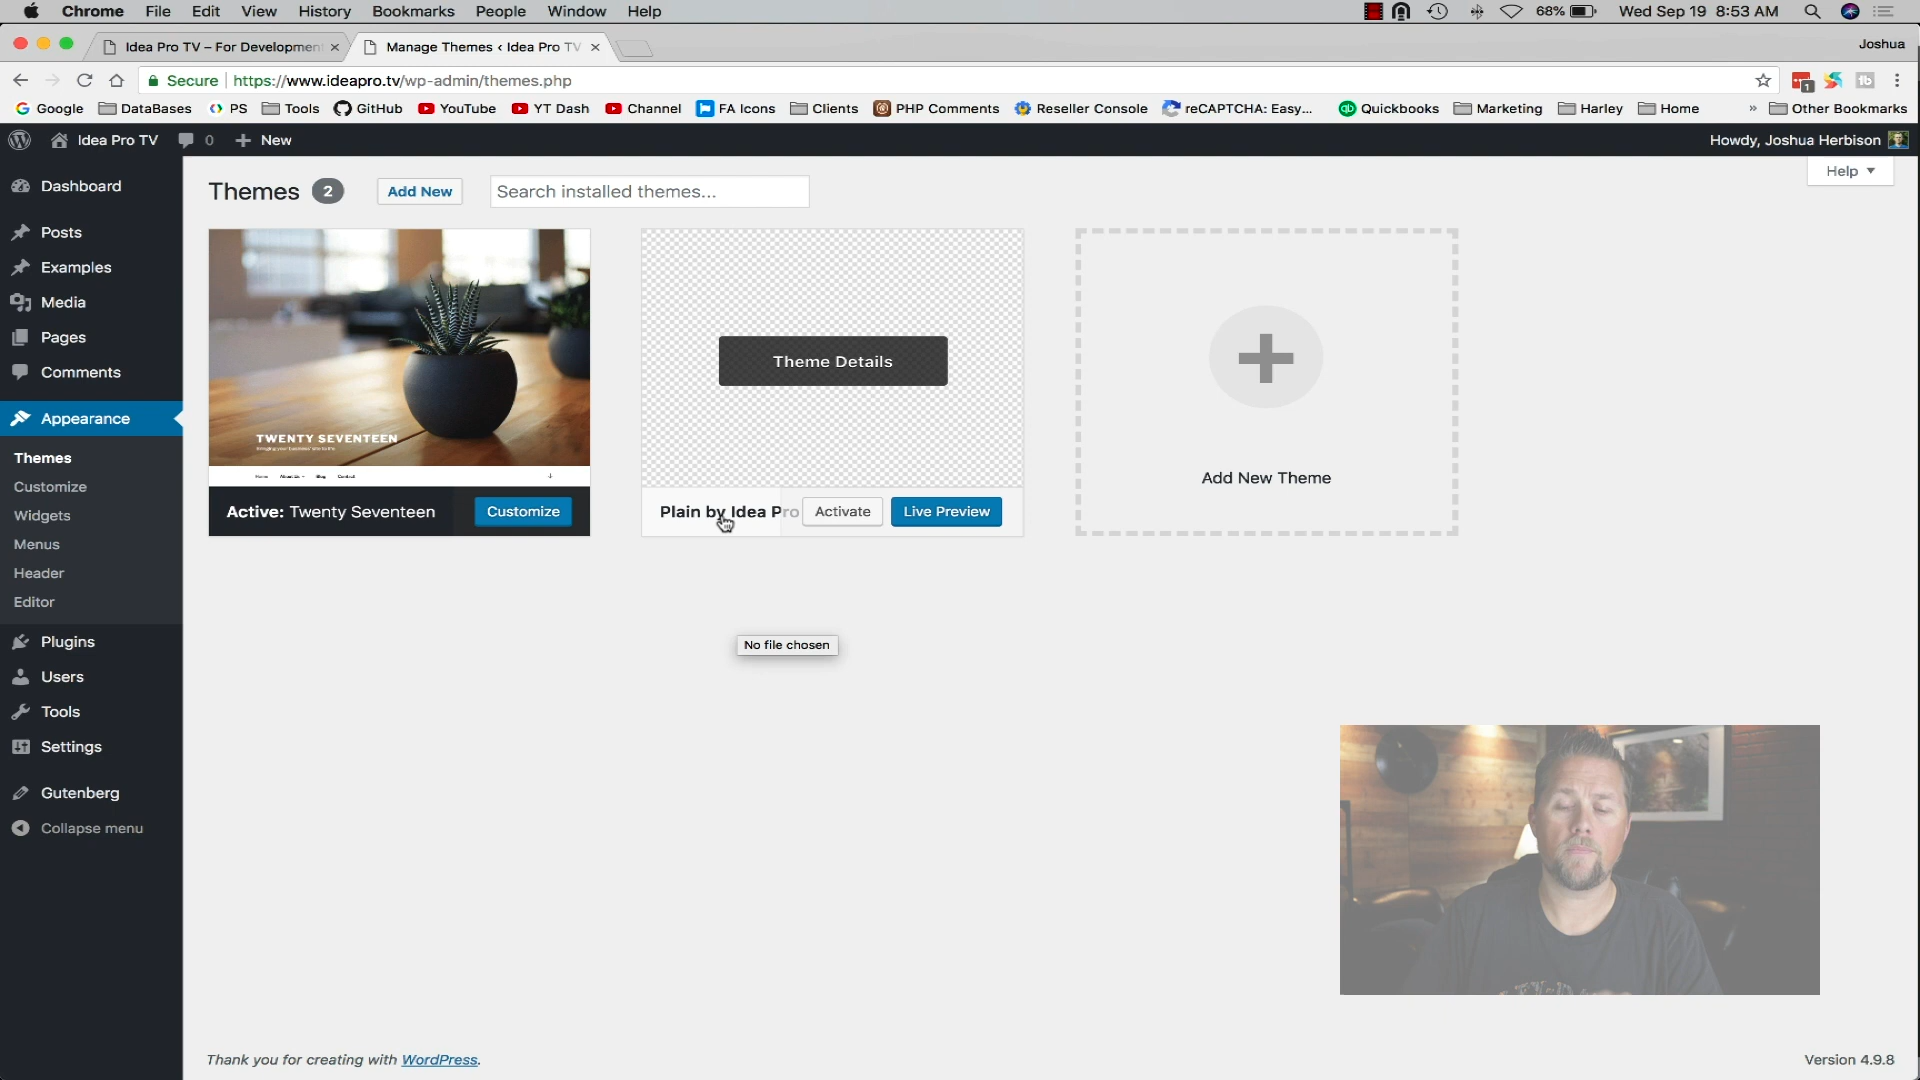 Chrome File Edit View History Bookmarks People Window Help 68% Wed Sep 19 8:53 AM
Idea Pro TV – For Development Manage Themes ‹ Idea Pro TV Joshua
Secure https://www.ideapro.tv/wp-admin/themes.php
Google DataBases PS Tools GitHub YouTube YT Dash Channel FA Icons Clients PHP Comments Reseller Console reCAPTCHA: Easy... Quickbooks Marketing Harley Home » Other Bookmarks
Idea Pro TV 0 + New Howdy, Joshua Herbison
Help
Themes 2 Add New Search installed themes...
Dashboard
Posts
Examples
Media
Pages
Comments
Appearance
Themes
Customize
Widgets
Menus
Header
Editor
Plugins
Users
Tools
Settings
Gutenberg
Collapse menu
TWENTY SEVENTEEN
Home About Us Blog Contact
Active: Twenty Seventeen Customize
Theme Details
Plain by Idea Pro Activate Live Preview
Add New Theme
No file chosen
Thank you for creating with WordPress. Version 4.9.8